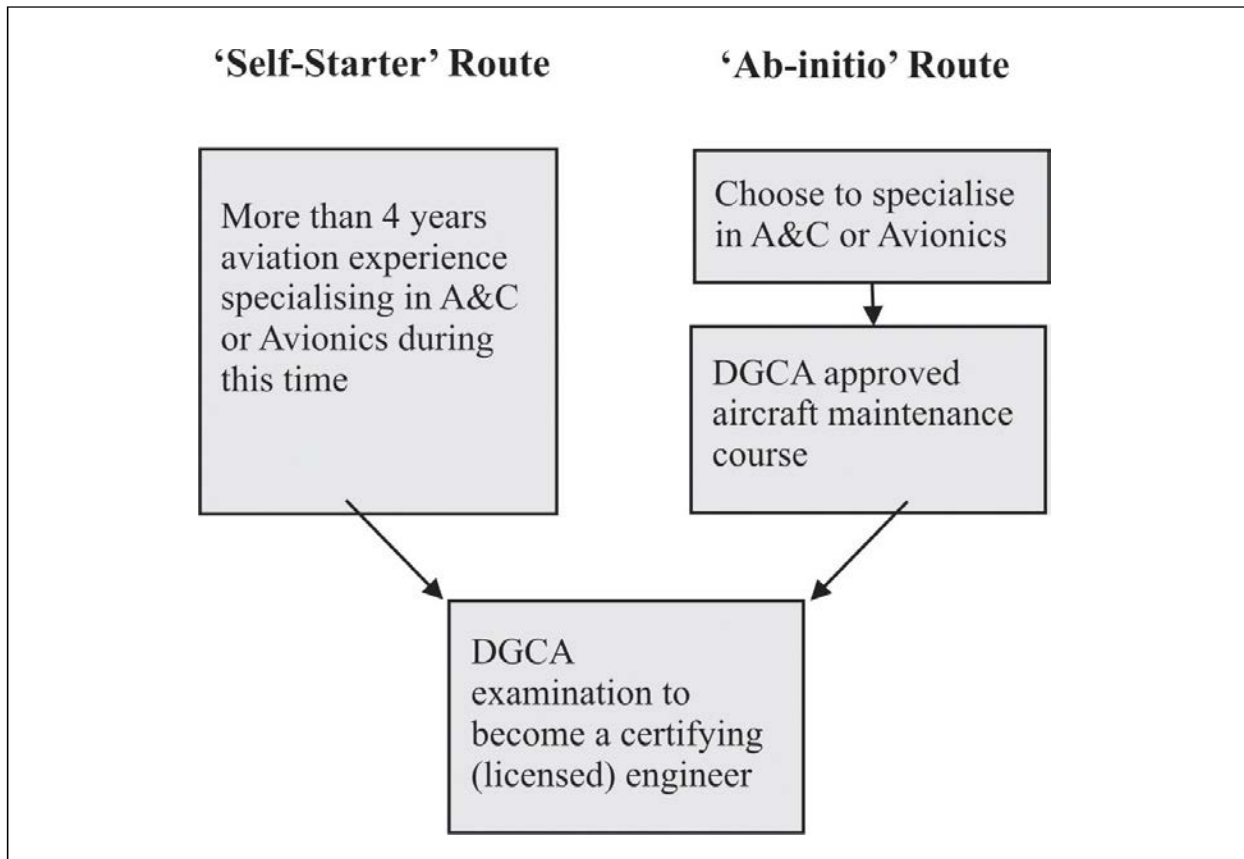 ‘Self-Starter’ Route
‘Ab-initio’ Route
More than 4 years
aviation experience
specialising in A&C
or Avionics during
this time
Choose to specialise
in A&C or Avionics
DGCA approved
aircraft maintenance
course
DGCA
examination to
become a certifying
(licensed) engineer